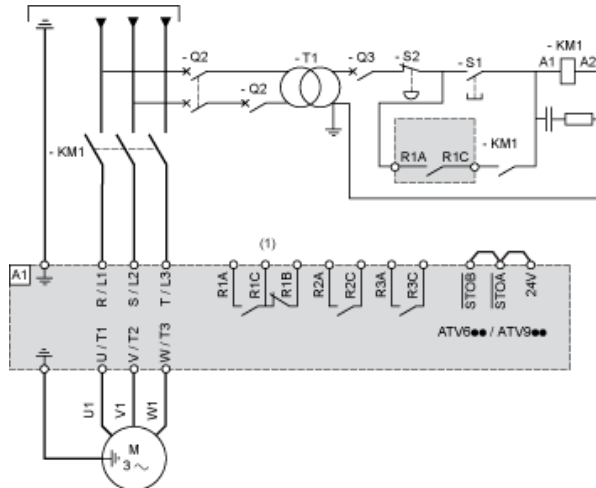 - Q2
- T1
- Q3
- S2
- S1
- KM1
A1
A2
- Q2
- KM1
R1A
R1C
- KM1
(1)
A1
R / L1
S / L2
T / L3
R1A
R1C
R1B
R2A
R2C
R3A
R3C
STOB
STOA
24V
U / T1
V / T2
W / T3
ATV6●● / ATV9●●
U1
V1
W1
M
3 ~